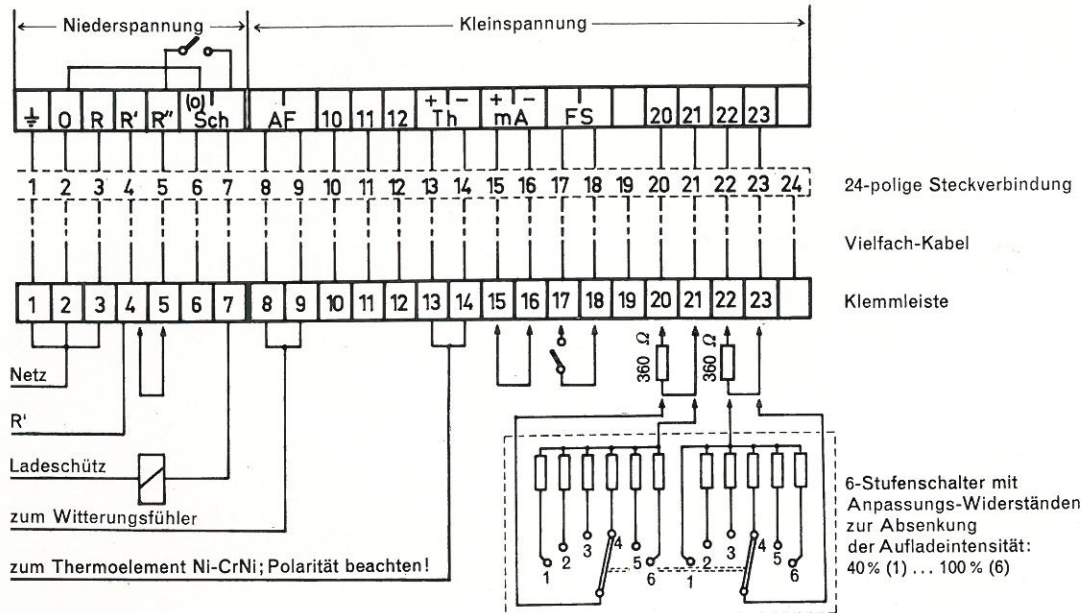 Niederspannung Kleinspannung
⏚ O R R' R" (0) Sch AF 10 11 12 + Th - + mA - FS 20 21 22 23
1 2 3 4 5 6 7 8 9 10 11 12 13 14 15 16 17 18 19 20 21 22 23 24
24-polige Steckverbindung
Vielfach-Kabel
1 2 3 4 5 6 7 8 9 10 11 12 13 14 15 16 17 18 19 20 21 22 23
Klemmleiste
360 Ω 360 Ω
Netz
R'
Ladeschütz
zum Witterungsfühler
zum Thermoelement Ni-CrNi; Polarität beachten!
1 2 3 4 5 6 1 2 3 4 5 6
6-Stufenschalter mit
Anpassungs-Widerständen
zur Absenkung
der Aufladeintensität:
40% (1) ... 100% (6)